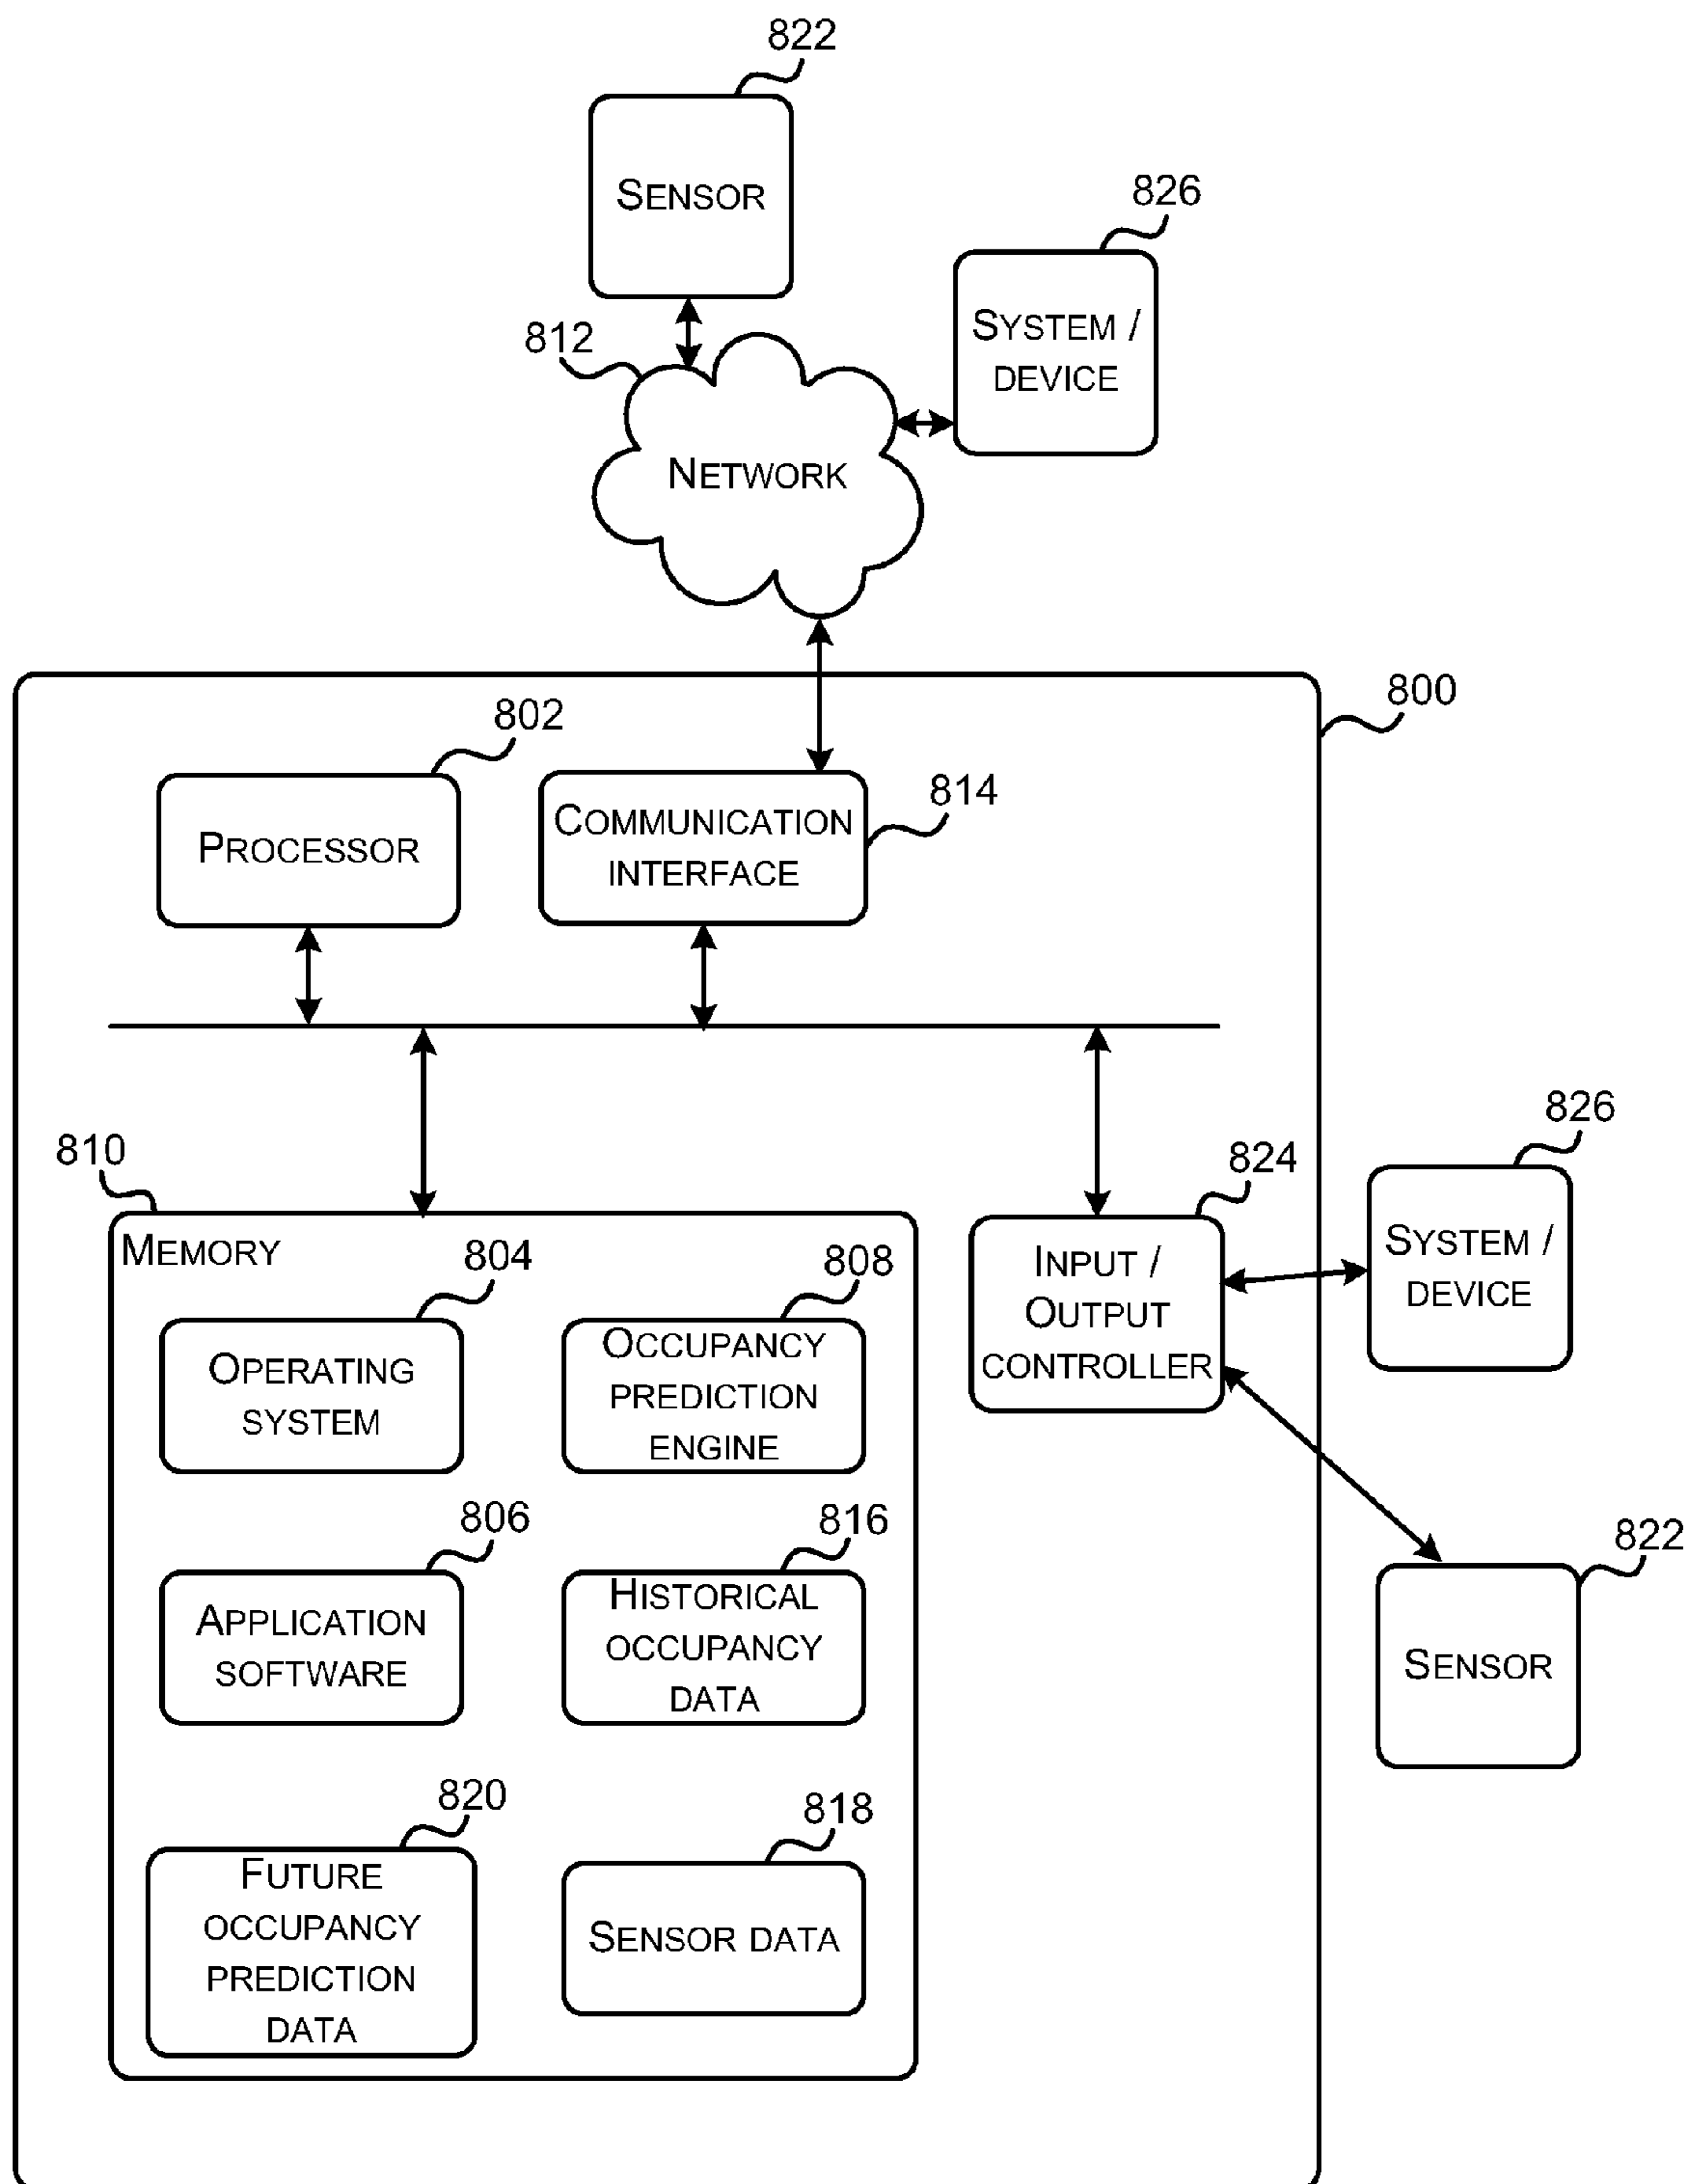 822
SENSOR
826
SYSTEM /
DEVICE
812
NETWORK
800
802
PROCESSOR
814
COMMUNICATION
INTERFACE
810
MEMORY
804
OPERATING
SYSTEM
808
OCCUPANCY
PREDICTION
ENGINE
824
INPUT /
OUTPUT
CONTROLLER
826
SYSTEM /
DEVICE
806
APPLICATION
SOFTWARE
816
HISTORICAL
OCCUPANCY
DATA
822
SENSOR
820
FUTURE
OCCUPANCY
PREDICTION
DATA
818
SENSOR DATA